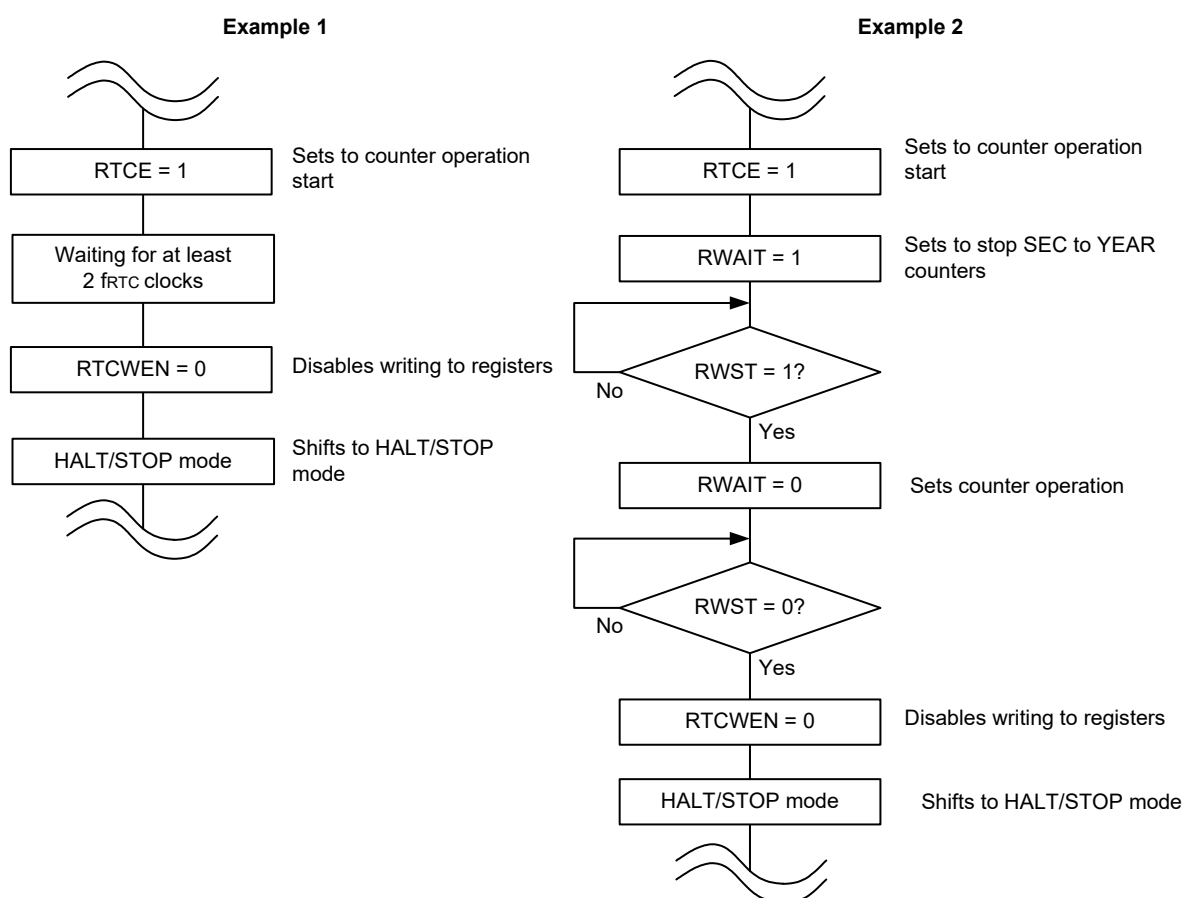 Example 1
RTCE = 1
Sets to counter operation
start
Waiting for at least
2 fRTC clocks
RTCWEN = 0
Disables writing to registers
HALT/STOP mode
Shifts to HALT/STOP
mode
Example 2
RTCE = 1
Sets to counter operation
start
RWAIT = 1
Sets to stop SEC to YEAR
counters
RWST = 1?
No
Yes
RWAIT = 0
Sets counter operation
RWST = 0?
No
Yes
RTCWEN = 0
Disables writing to registers
HALT/STOP mode
Shifts to HALT/STOP mode